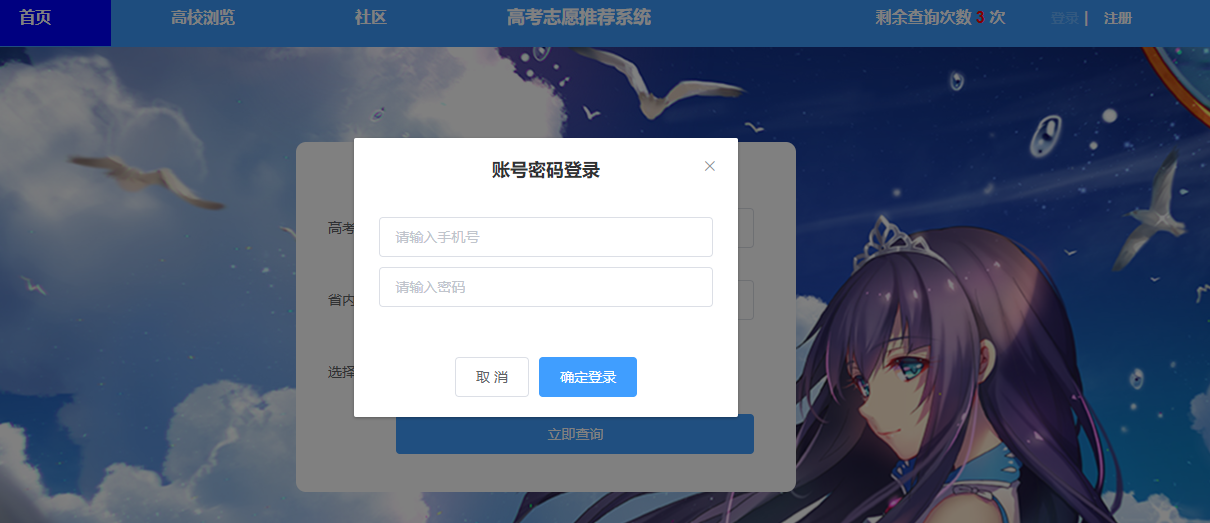 首页 高校浏览 社区 高考志愿推荐系统 剩余查询次数 3 次 登录 | 注册
账号密码登录
高考
请输入手机号
省内
请输入密码
选择
取 消 确定登录
立即查询